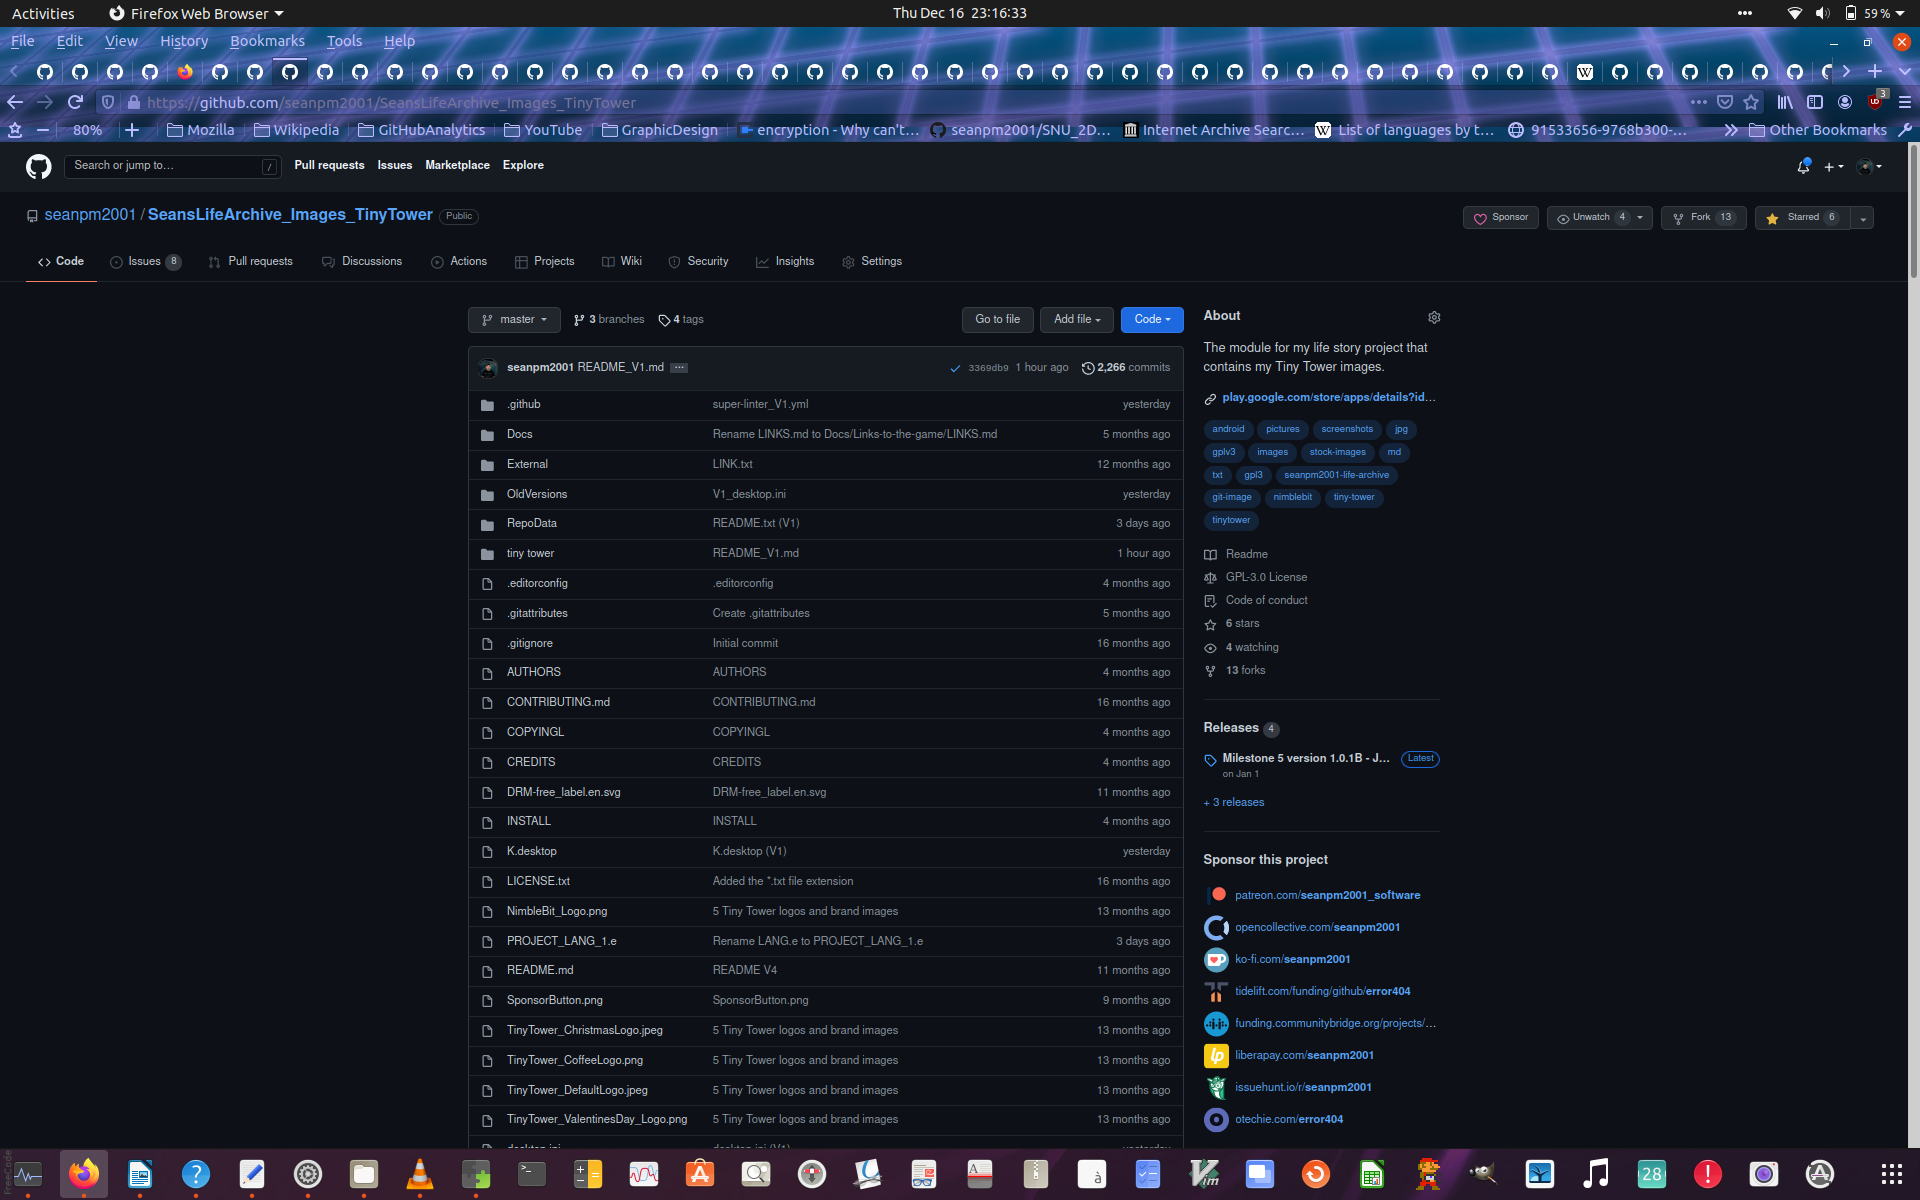 Activities
Firefox Web Browser
Thu Dec 16 23:16:33
59 %
File Edit View History Bookmarks Tools Help
https://github.com/seanpm2001/SeansLifeArchive_Images_TinyTower
3
80%
Mozilla
Wikipedia
GitHubAnalytics
YouTube
GraphicDesign
encryption - Why can't…
seanpm2001/SNU_2D…
Internet Archive Searc…
List of languages by t…
91533656-9768b300-…
Other Bookmarks
Search or jump to…
/
Pull requests Issues Marketplace Explore
seanpm2001 / SeansLifeArchive_Images_TinyTower Public
Sponsor
Unwatch 4
Fork 13
Starred 6
Code
Issues 8
Pull requests
Discussions
Actions
Projects
Wiki
Security
Insights
Settings
master
3 branches
4 tags
Go to file
Add file
Code
seanpm2001 README_V1.md ...
3369db9 1 hour ago
2,266 commits
.github super-linter_V1.yml yesterday
Docs Rename LINKS.md to Docs/Links-to-the-game/LINKS.md 5 months ago
External LINK.txt 12 months ago
OldVersions V1_desktop.ini yesterday
RepoData README.txt (V1) 3 days ago
tiny tower README_V1.md 1 hour ago
.editorconfig .editorconfig 4 months ago
.gitattributes Create .gitattributes 5 months ago
.gitignore Initial commit 16 months ago
AUTHORS AUTHORS 4 months ago
CONTRIBUTING.md CONTRIBUTING.md 16 months ago
COPYINGL COPYINGL 4 months ago
CREDITS CREDITS 4 months ago
DRM-free_label.en.svg DRM-free_label.en.svg 11 months ago
INSTALL INSTALL 4 months ago
K.desktop K.desktop (V1) yesterday
LICENSE.txt Added the *.txt file extension 16 months ago
NimbleBit_Logo.png 5 Tiny Tower logos and brand images 13 months ago
PROJECT_LANG_1.e Rename LANG.e to PROJECT_LANG_1.e 3 days ago
README.md README V4 11 months ago
SponsorButton.png SponsorButton.png 9 months ago
TinyTower_ChristmasLogo.jpeg 5 Tiny Tower logos and brand images 13 months ago
TinyTower_CoffeeLogo.png 5 Tiny Tower logos and brand images 13 months ago
TinyTower_DefaultLogo.jpeg 5 Tiny Tower logos and brand images 13 months ago
TinyTower_ValentinesDay_Logo.png 5 Tiny Tower logos and brand images 13 months ago
About
The module for my life story project that
contains my Tiny Tower images.
play.google.com/store/apps/details?id…
android pictures screenshots jpg
gplv3 images stock-images md
txt gpl3 seanpm2001-life-archive
git-image nimblebit tiny-tower
tinytower
Readme
GPL-3.0 License
Code of conduct
6 stars
4 watching
13 forks
Releases 4
Milestone 5 version 1.0.1B - J… Latest
on Jan 1
+ 3 releases
Sponsor this project
patreon.com/seanpm2001_software
opencollective.com/seanpm2001
ko-fi.com/seanpm2001
tidelift.com/funding/github/error404
funding.communitybridge.org/projects/…
liberapay.com/seanpm2001
issuehunt.io/r/seanpm2001
otechie.com/error404
28